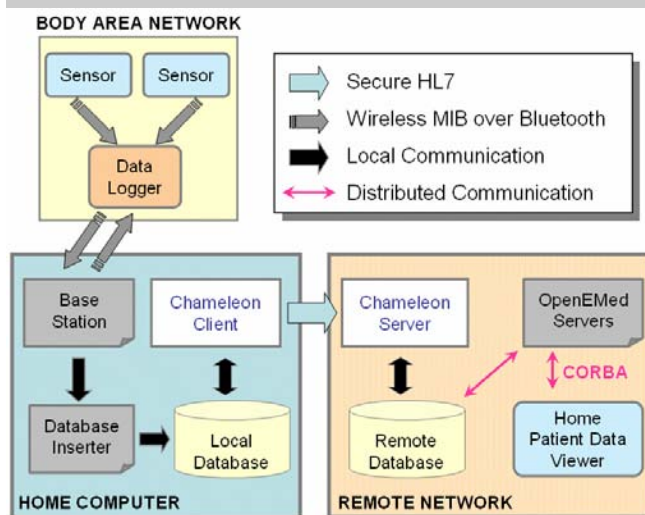 BODY AREA NETWORK
Sensor
Sensor
Data
Logger
Secure HL7
Wireless MIB over Bluetooth
Local Communication
Distributed Communication
Base
Station
Chameleon
Client
Chameleon
Server
OpenEMed
Servers
CORBA
Database
Inserter
Local
Database
Remote
Database
Home
Patient Data
Viewer
HOME COMPUTER
REMOTE NETWORK